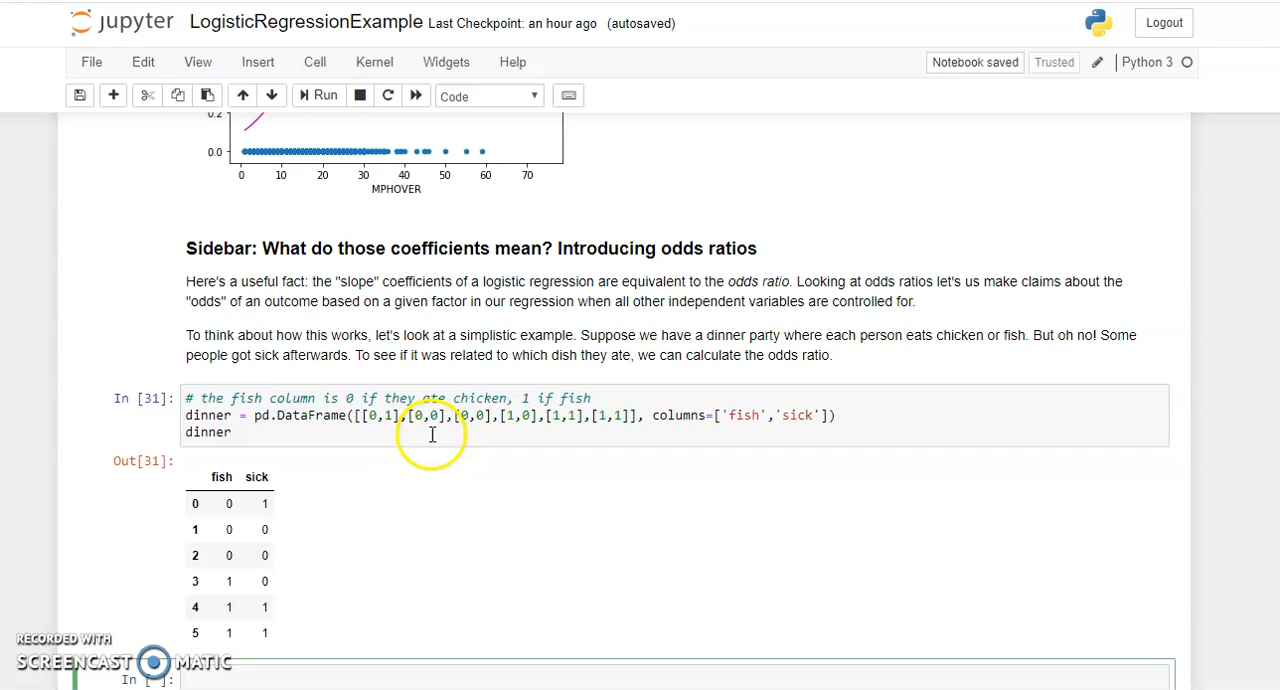 jupyter LogisticRegressionExample Last Checkpoint: an hour ago (autosaved) Logout
File Edit View Insert Cell Kernel Widgets Help Notebook saved Trusted Python 3
Run Code
0.2
0.0
0 10 20 30 40 50 60 70
MPHOVER
Sidebar: What do those coefficients mean? Introducing odds ratios
Here's a useful fact: the "slope" coefficients of a logistic regression are equivalent to the odds ratio. Looking at odds ratios let's us make claims about the
"odds" of an outcome based on a given factor in our regression when all other independent variables are controlled for.
To think about how this works, let's look at a simplistic example. Suppose we have a dinner party where each person eats chicken or fish. But oh no! Some
people got sick afterwards. To see if it was related to which dish they ate, we can calculate the odds ratio.
In [31]: # the fish column is 0 if they ate chicken, 1 if fish
dinner = pd.DataFrame([[0,1],[0,0],[0,0],[1,0],[1,1],[1,1]], columns=['fish','sick'])
dinner
Out[31]:
fish sick
0 0 1
1 0 0
2 0 0
3 1 0
4 1 1
5 1 1
RECORDED WITH
SCREENCAST MATIC
In [ ]: